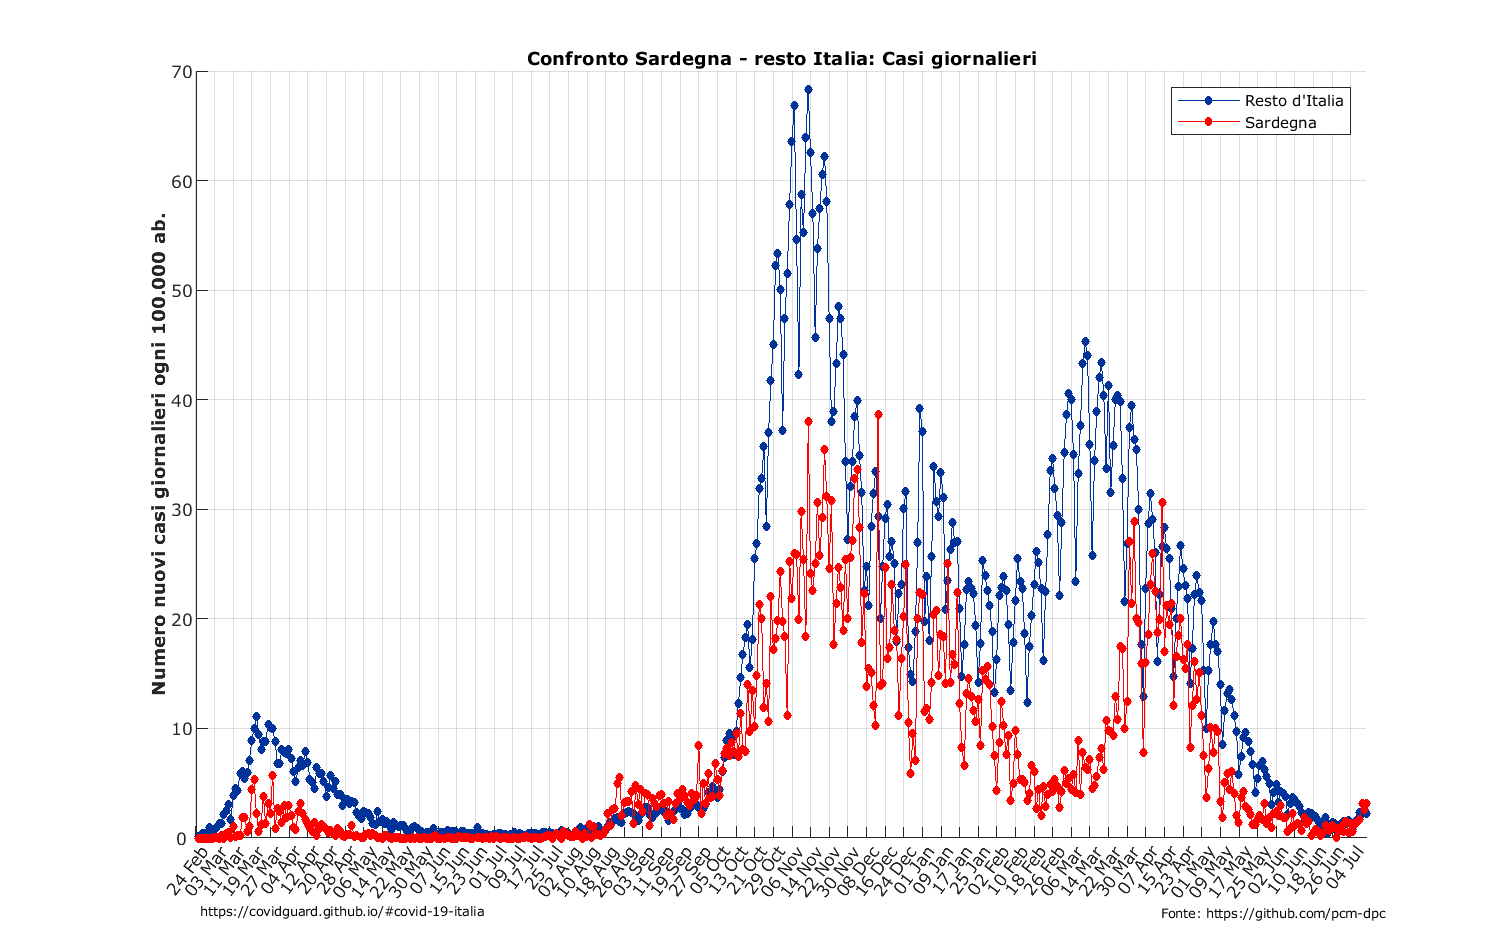 Confronto Sardegna - resto Italia: Casi giornalieri
Resto d'Italia
Sardegna
Numero nuovi casi giornalieri ogni 100.000 ab.
70
60
50
40
30
20
10
0
24 Feb
03 Mar
11 Mar
19 Mar
27 Mar
04 Apr
12 Apr
20 Apr
28 Apr
06 May
14 May
22 May
30 May
07 Jun
15 Jun
23 Jun
01 Jul
09 Jul
17 Jul
25 Jul
02 Aug
10 Aug
18 Aug
26 Aug
03 Sep
11 Sep
19 Sep
27 Sep
05 Oct
13 Oct
21 Oct
29 Oct
06 Nov
14 Nov
22 Nov
30 Nov
08 Dec
16 Dec
24 Dec
01 Jan
09 Jan
17 Jan
25 Jan
02 Feb
10 Feb
18 Feb
26 Feb
06 Mar
14 Mar
22 Mar
30 Mar
07 Apr
15 Apr
23 Apr
01 May
09 May
17 May
25 May
02 Jun
10 Jun
18 Jun
26 Jun
04 Jul
https://covidguard.github.io/#covid-19-italia
Fonte: https://github.com/pcm-dpc